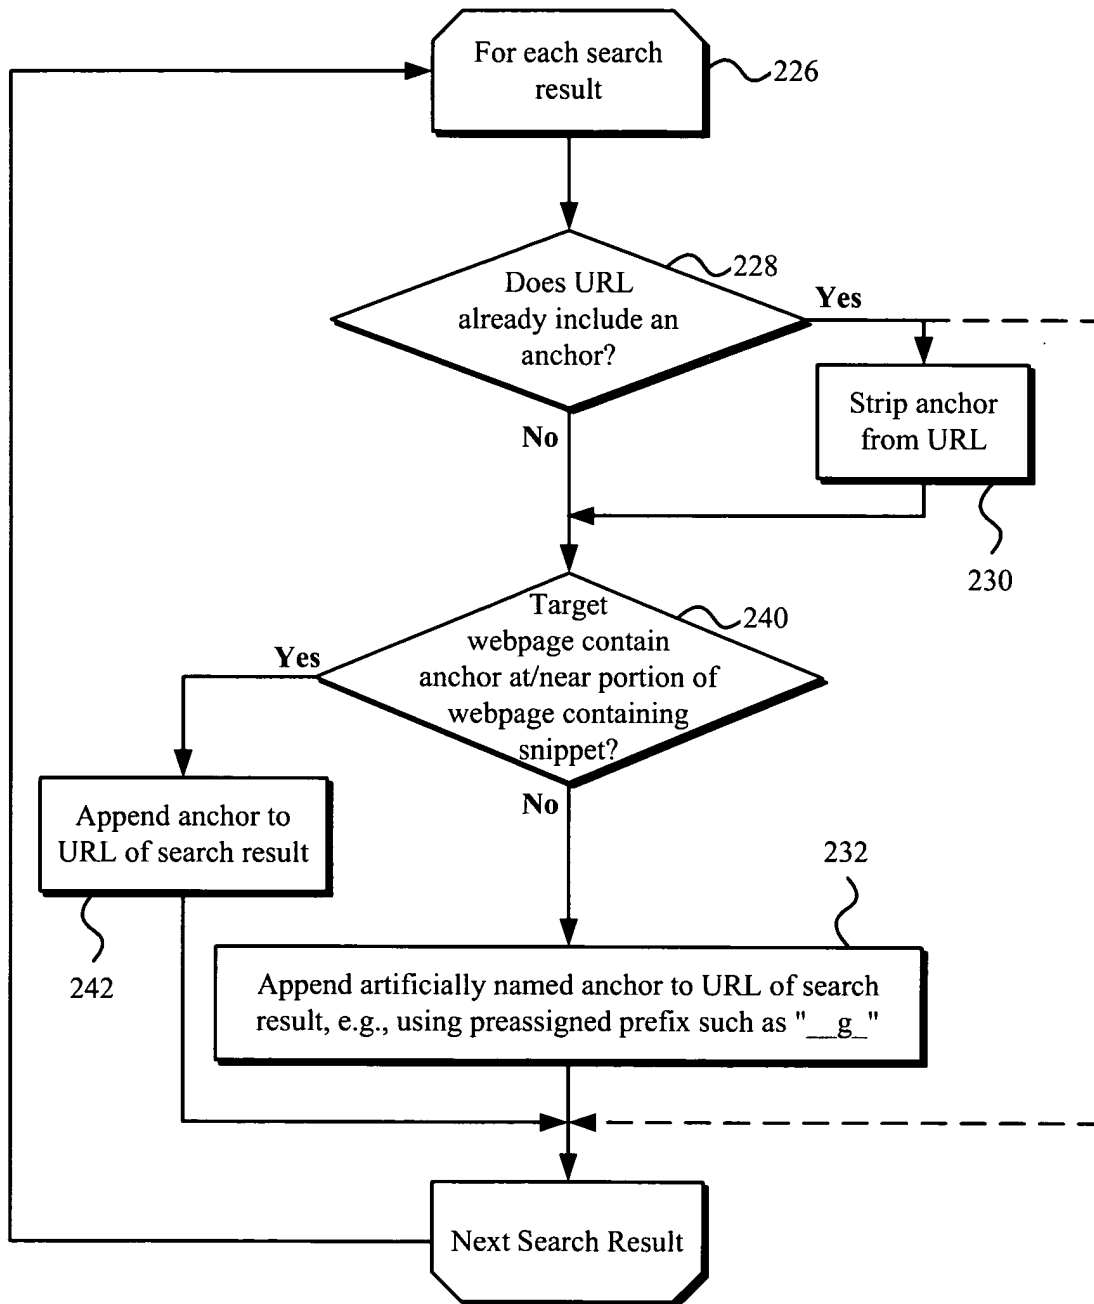 For each search
result
226
228
Does URL
already include an
anchor?
Yes
No
Strip anchor
from URL
230
240
Target
webpage contain
anchor at/near portion of
webpage containing
snippet?
Yes
No
Append anchor to
URL of search result
242
232
Append artificially named anchor to URL of search
result, e.g., using preassigned prefix such as "__g_"
Next Search Result